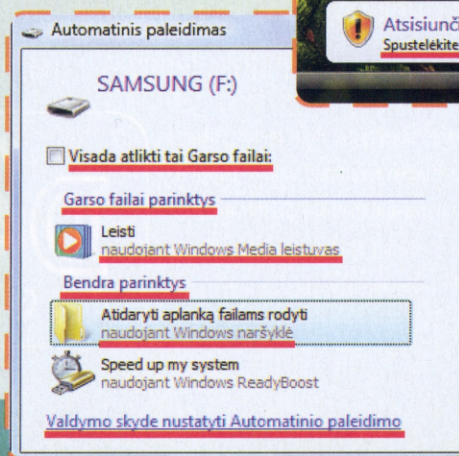 Automatinis paleidimas
Spustelėkite
SAMSUNG (F:)
Visada atlikti tai Garso failai:
Garso failai parinktys
Leisti
naudojant Windows Media leistuvas
Bendra parinktys
Atidaryti aplanką failams rodyti
naudojant Windows naršyklė
Speed up my system
naudojant Windows ReadyBoost
Valdymo skyde nustatyti Automatinio paleidimo